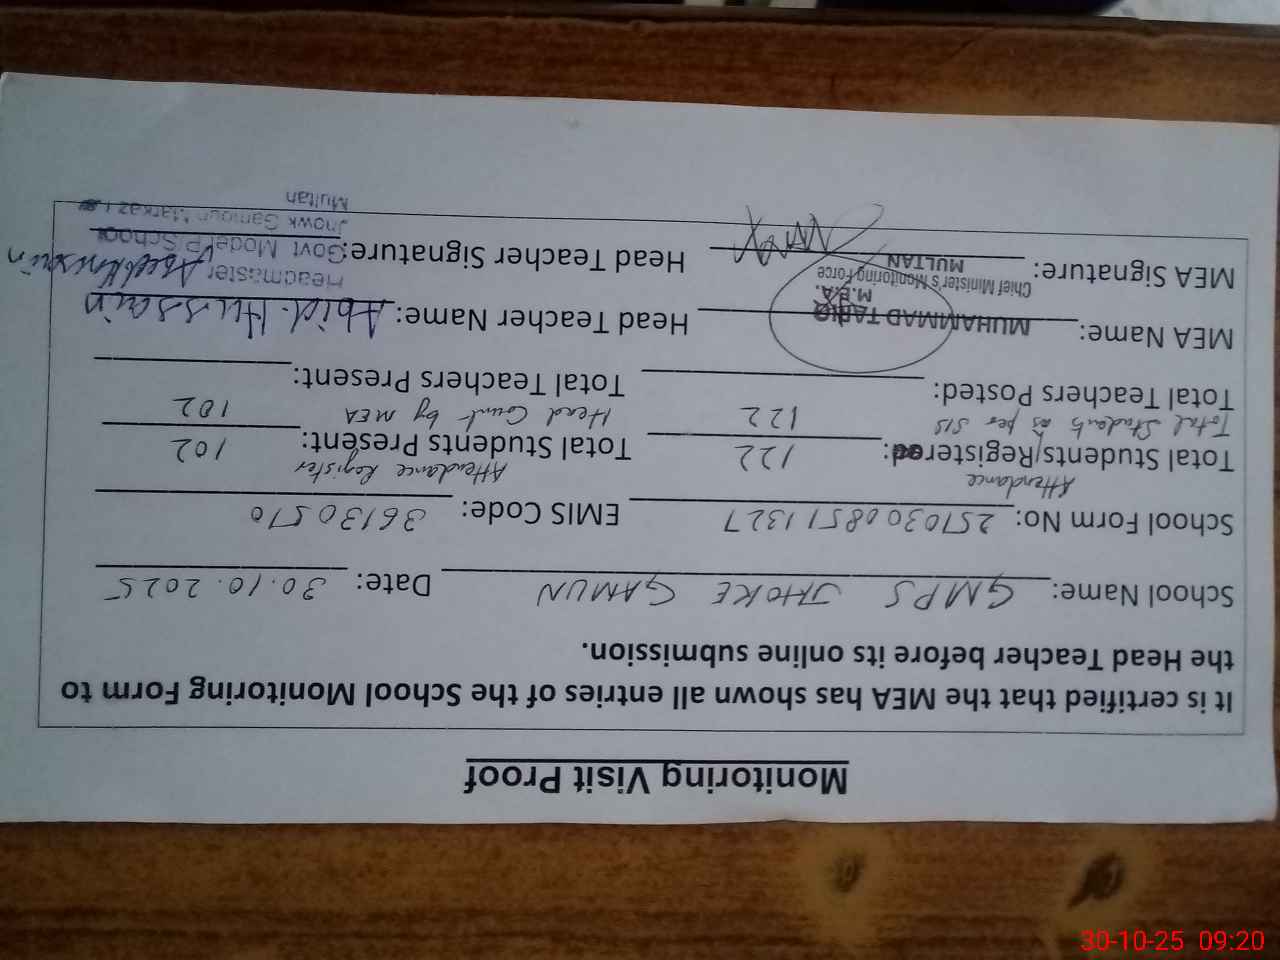 Monitoring Visit Proof
It is certified that the MEA has shown all entries of the School Monitoring Form to
the Head Teacher before its online submission.
School Name: GMPS JHOKE GAMUN Date: 30.10.2025
School Form No: 25703008511327 EMIS Code: 36130510
Attendance Attendance Register
Total Students Registered: 122 Total Students Present: 102
Total Students as per SIS 122 Head Count by MEA 102
Total Teachers Posted: Total Teachers Present:
MEA Name: MUHAMMAD TARIQ Head Teacher Name: Abid Hussain
M.E.A.
Chief Minister's Monitoring Force
MULTAN
MEA Signature: Head Teacher Signature: Abid Hussain
Headmaster
Govt Model P/School
Jhowk Gamoun Markaz
Multan
30-10-25 09:20